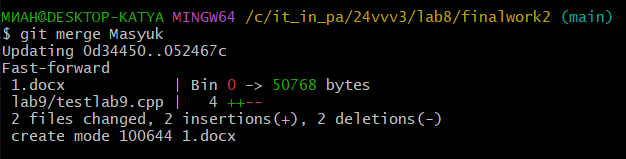 МИАН@DESKTOP-KATYA MINGW64 /c/it_in_pa/24vvv3/lab8/finalwork2 (main)
$ git merge Masyuk
Updating 0d34450..052467c
Fast-forward
 1.docx             | Bin 0 -> 50768 bytes
 lab9/testlab9.cpp |   4 ++--
 2 files changed, 2 insertions(+), 2 deletions(-)
 create mode 100644 1.docx